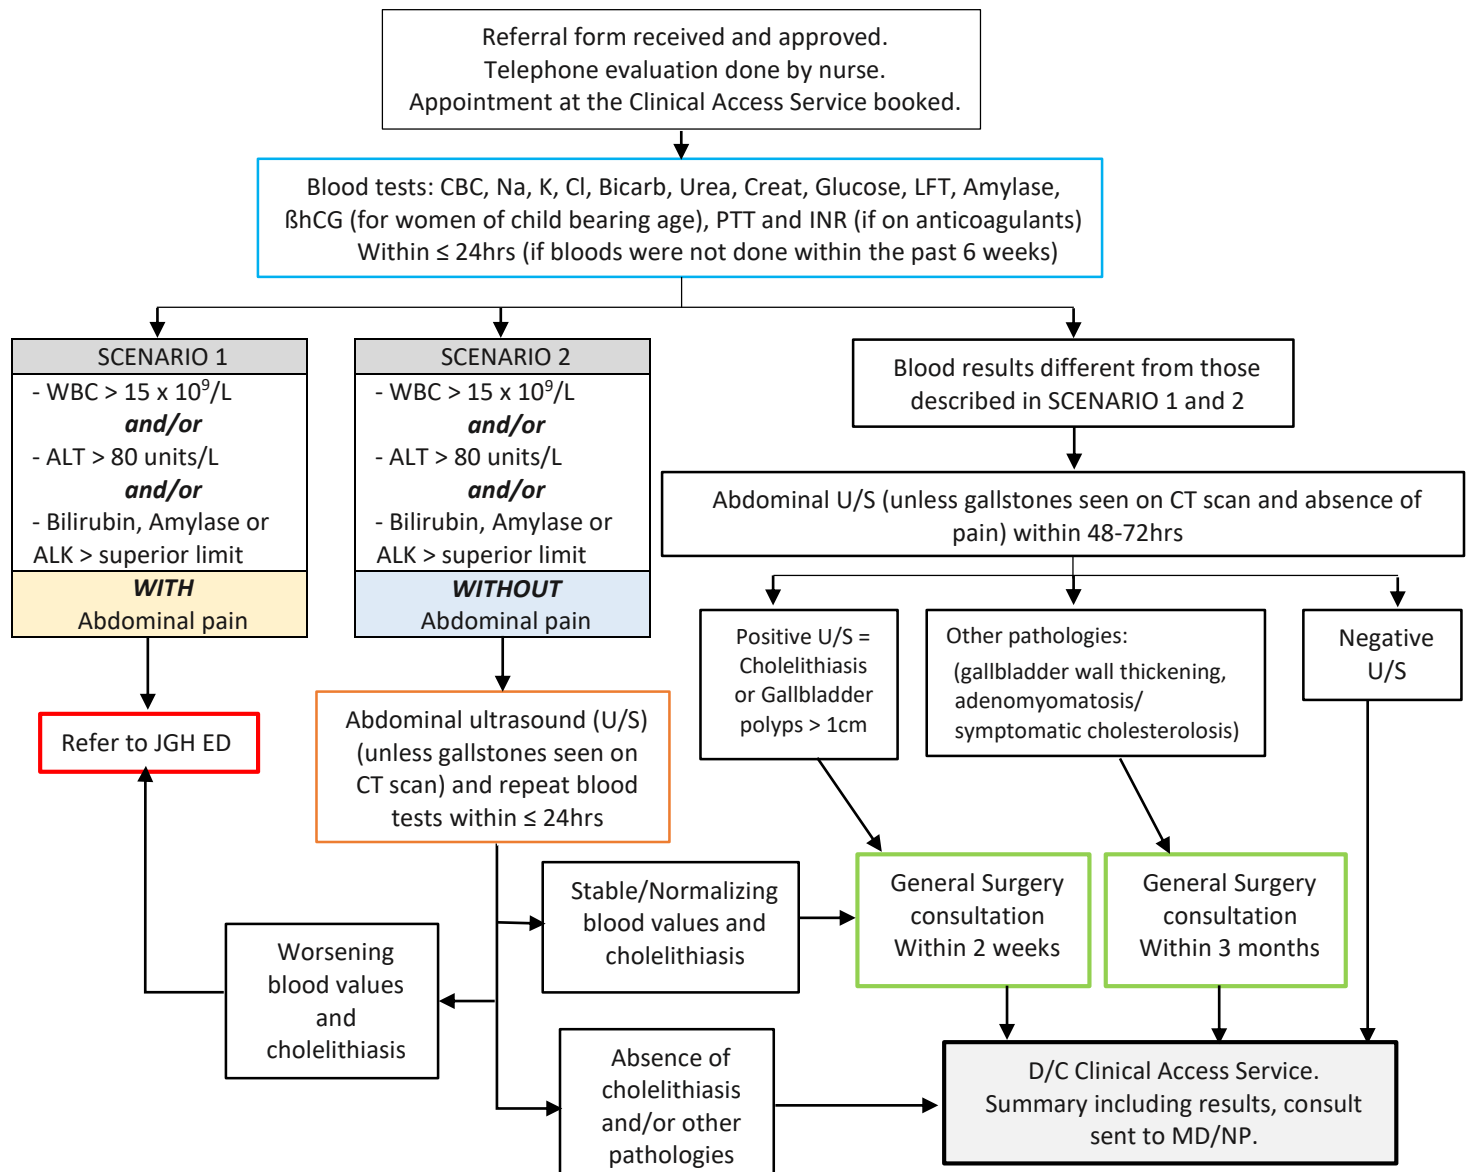 Referral form received and approved.
Telephone evaluation done by nurse.
Appointment at the Clinical Access Service booked.
Blood tests: CBC, Na, K, Cl, Bicarb, Urea, Creat, Glucose, LFT, Amylase,
ßhCG (for women of child bearing age), PTT and INR (if on anticoagulants)
Within ≤ 24hrs (if bloods were not done within the past 6 weeks)
SCENARIO 1
- WBC > 15 x 10⁹/L
and/or
- ALT > 80 units/L
and/or
- Bilirubin, Amylase or
ALK > superior limit
WITH
Abdominal pain
SCENARIO 2
- WBC > 15 x 10⁹/L
and/or
- ALT > 80 units/L
and/or
- Bilirubin, Amylase or
ALK > superior limit
WITHOUT
Abdominal pain
Blood results different from those
described in SCENARIO 1 and 2
Abdominal U/S (unless gallstones seen on CT scan and absence of
pain) within 48-72hrs
Positive U/S =
Cholelithiasis
or Gallbladder
polyps > 1cm
Other pathologies:
(gallbladder wall thickening,
adenomyomatosis/
symptomatic cholesterolosis)
Negative
U/S
Refer to JGH ED
Abdominal ultrasound (U/S)
(unless gallstones seen on
CT scan) and repeat blood
tests within ≤ 24hrs
Stable/Normalizing
blood values and
cholelithiasis
General Surgery
consultation
Within 2 weeks
General Surgery
consultation
Within 3 months
Worsening
blood values
and
cholelithiasis
Absence of
cholelithiasis
and/or other
pathologies
D/C Clinical Access Service.
Summary including results, consult
sent to MD/NP.